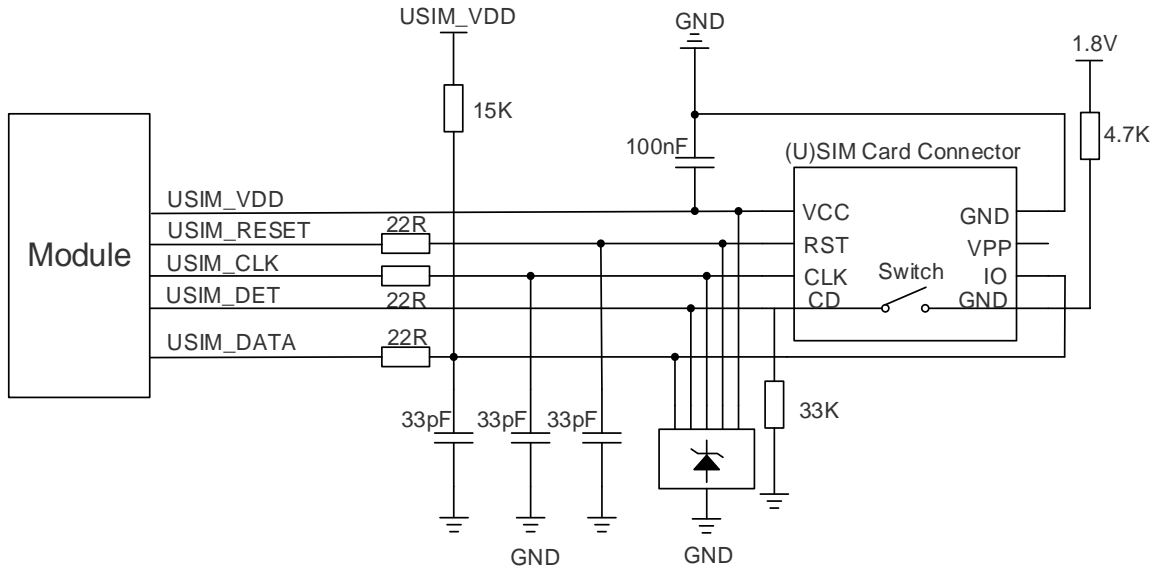 USIM_VDD
GND
1.8V
15K
4.7K
100nF
(U)SIM Card Connector
USIM_VDD
VCC
GND
22R
USIM_RESET
RST
VPP
Module
USIM_CLK
CLK
Switch
IO
USIM_DET
22R
CD
GND
USIM_DATA
22R
33pF
33pF
33pF
33K
GND
GND